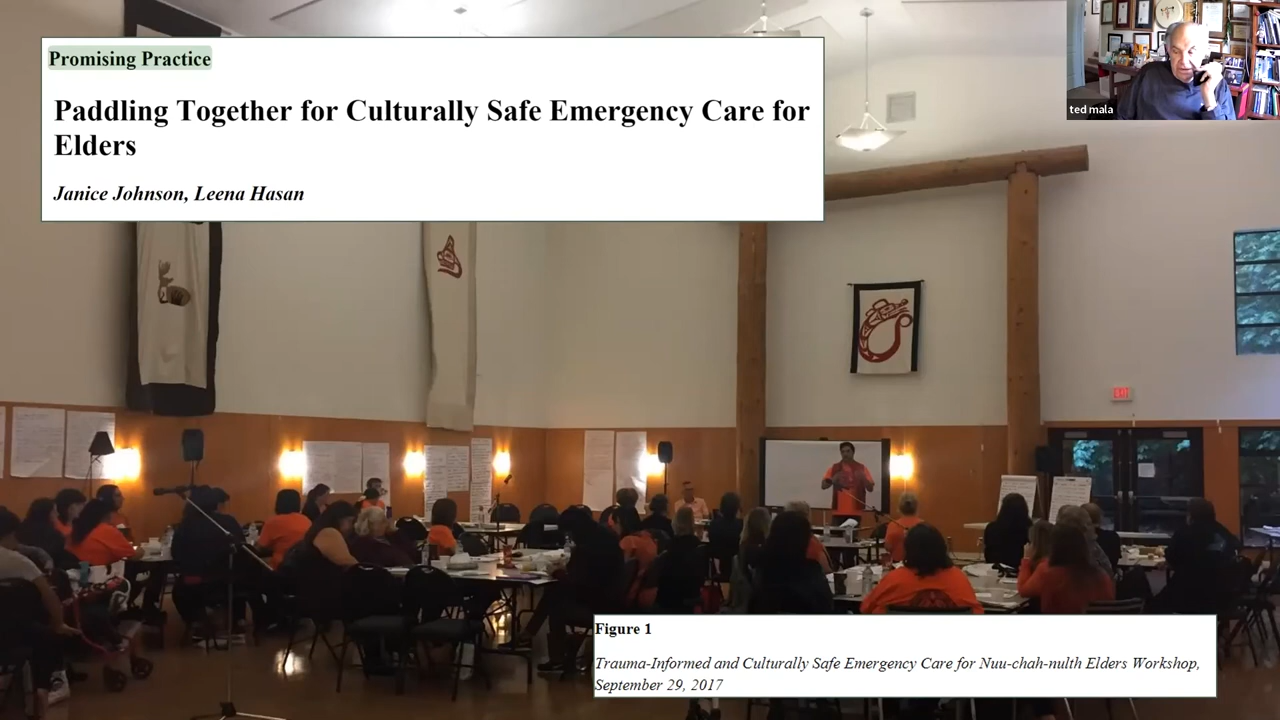 Promising Practice
Paddling Together for Culturally Safe Emergency Care for
Elders
Janice Johnson, Leena Hasan
ted mala
Figure 1
Trauma-Informed and Culturally Safe Emergency Care for Nuu-chah-nulth Elders Workshop,
September 29, 2017